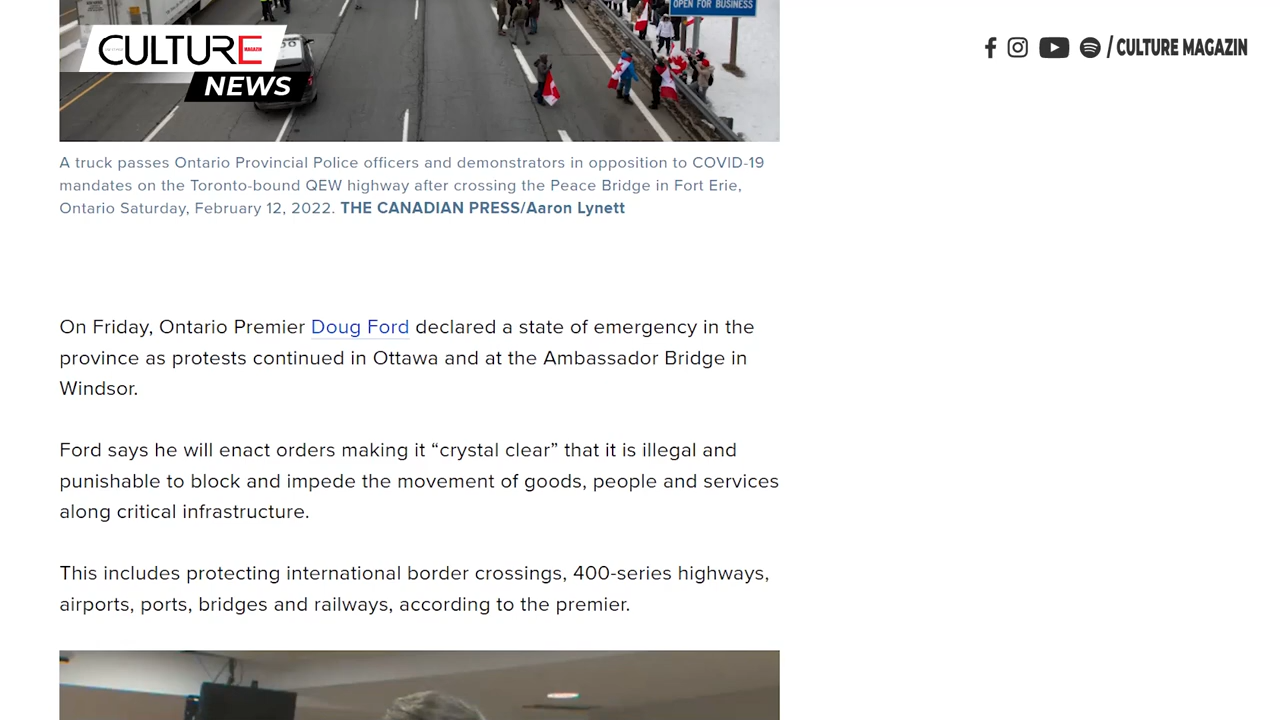 OPEN FOR BUSINESS
CULTURE
MAGAZIN
NEWS
/ CULTURE MAGAZIN
A truck passes Ontario Provincial Police officers and demonstrators in opposition to COVID-19
mandates on the Toronto-bound QEW highway after crossing the Peace Bridge in Fort Erie,
Ontario Saturday, February 12, 2022. THE CANADIAN PRESS/Aaron Lynett
On Friday, Ontario Premier Doug Ford declared a state of emergency in the
province as protests continued in Ottawa and at the Ambassador Bridge in
Windsor.
Ford says he will enact orders making it “crystal clear” that it is illegal and
punishable to block and impede the movement of goods, people and services
along critical infrastructure.
This includes protecting international border crossings, 400-series highways,
airports, ports, bridges and railways, according to the premier.